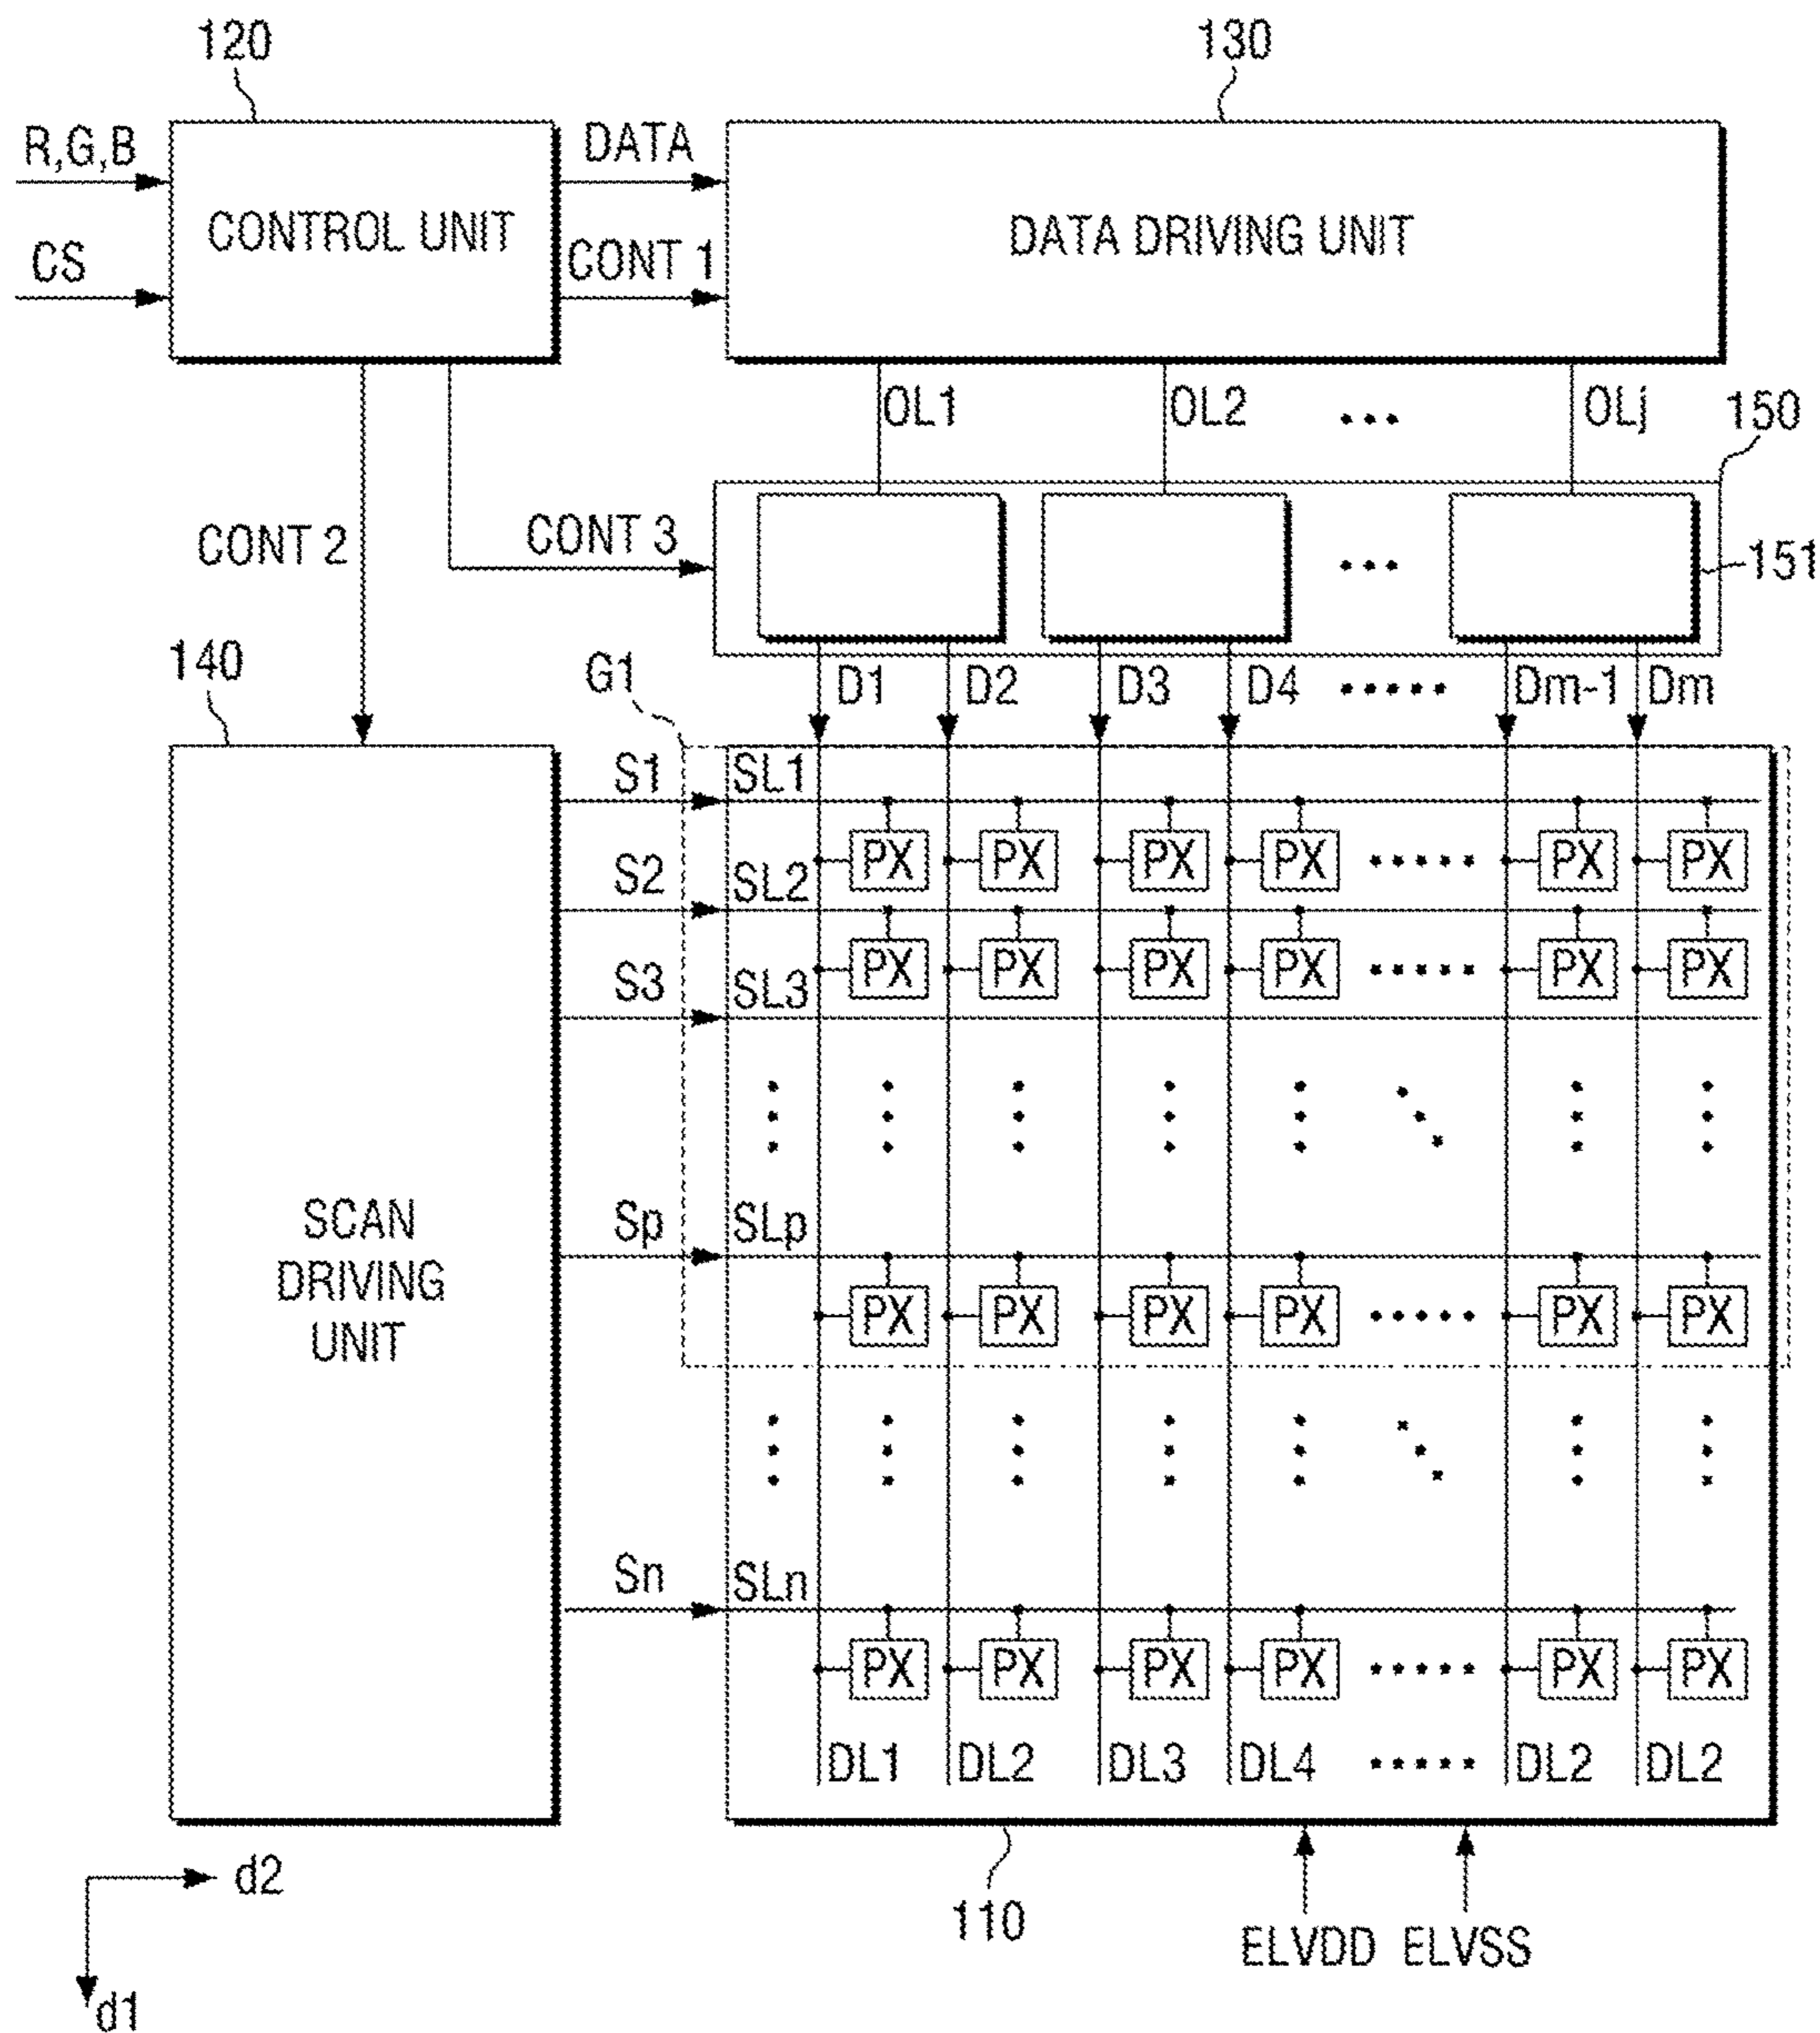 120
130
R,G,B
DATA
CONTROL UNIT
DATA DRIVING UNIT
CS
CONT 1
OL1
OL2
OLj
150
CONT 2
CONT 3
151
140
G1
D1
D2
D3
D4
Dm-1
Dm
S1
SL1
PX PX PX PX PX PX
S2
SL2
PX PX PX PX PX PX
S3
SL3
Sp
SLp
SCAN
DRIVING
UNIT
PX PX PX PX PX PX
Sn
SLn
PX PX PX PX PX PX
DL1
DL2
DL3
DL4
DL2
DL2
d2
110
ELVDD
ELVSS
d1